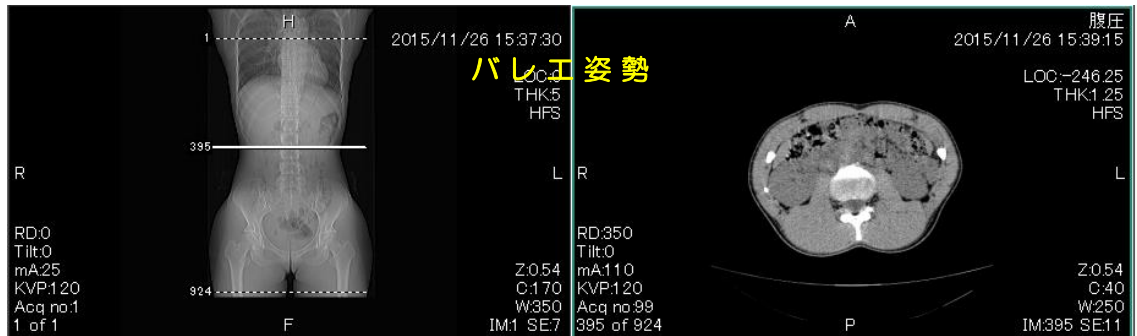 H
1
2015/11/26 15:37:30
LOC:0
THK:5
HFS
395
R
L
RD:0
Tilt:0
mA:25
KVP:120
Acq no:1
1 of 1
924
F
Z:0.54
C:170
W:350
IM:1 SE:7
バレエ姿勢
A
腹圧
2015/11/26 15:39:15
LOC:-246.25
THK:1.25
HFS
R
L
RD:350
Tilt:0
mA:110
KVP:120
Acq no:99
395 of 924
P
Z:0.54
C:40
W:250
IM:395 SE:11